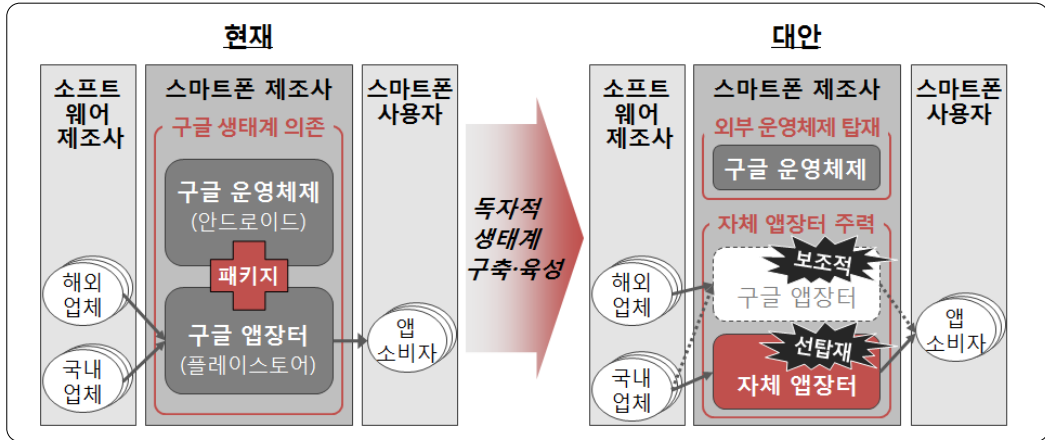 현재
소프트
웨어
제조사
스마트폰 제조사
스마트폰
사용자
구글 생태계 의존
구글 운영체제
(안드로이드)
패키지
구글 앱장터
(플레이스토어)
해외
업체
국내
업체
앱
소비자
독자적
생태계
구축·육성
대안
소프트
웨어
제조사
스마트폰 제조사
스마트폰
사용자
외부 운영체제 탑재
구글 운영체제
자체 앱장터 주력
보조적
구글 앱장터
선탑재
자체 앱장터
해외
업체
국내
업체
앱
소비자